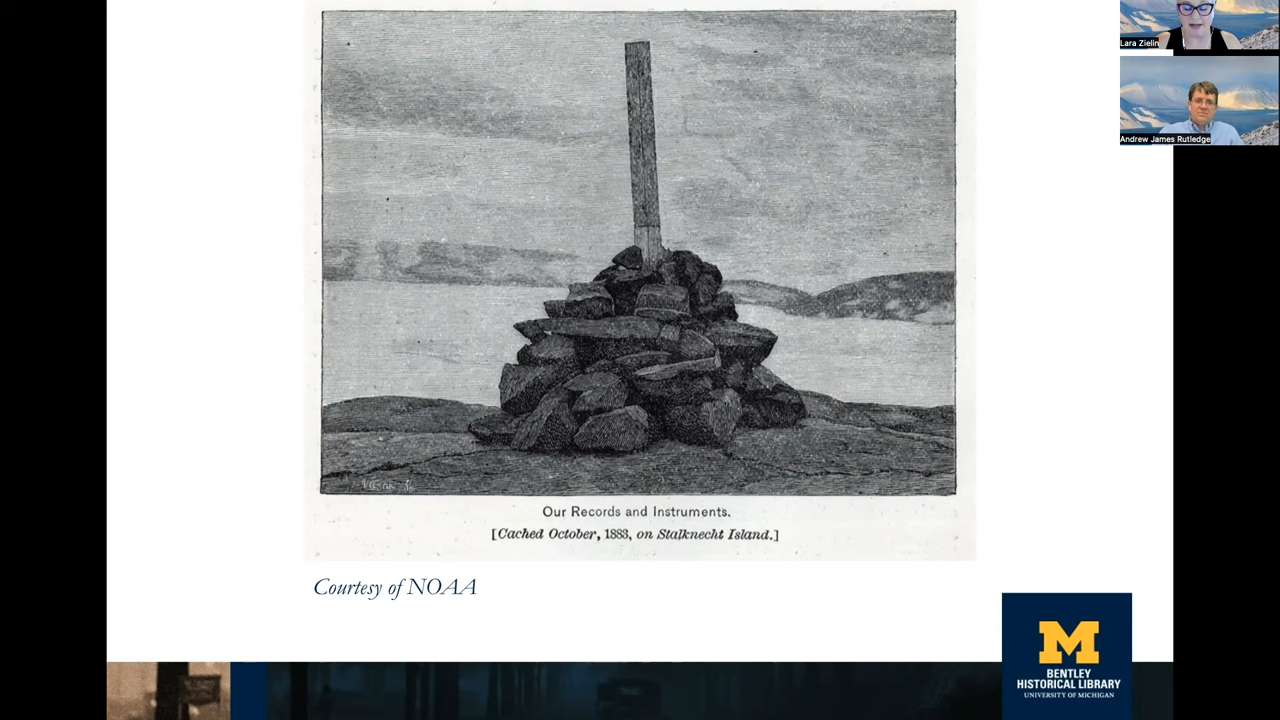 Lara Zielin
Andrew James Rutledge
Our Records and Instruments.
[Cached October, 1883, on Stalknecht Island.]
Courtesy of NOAA
M
BENTLEY
HISTORICAL LIBRARY
UNIVERSITY OF MICHIGAN